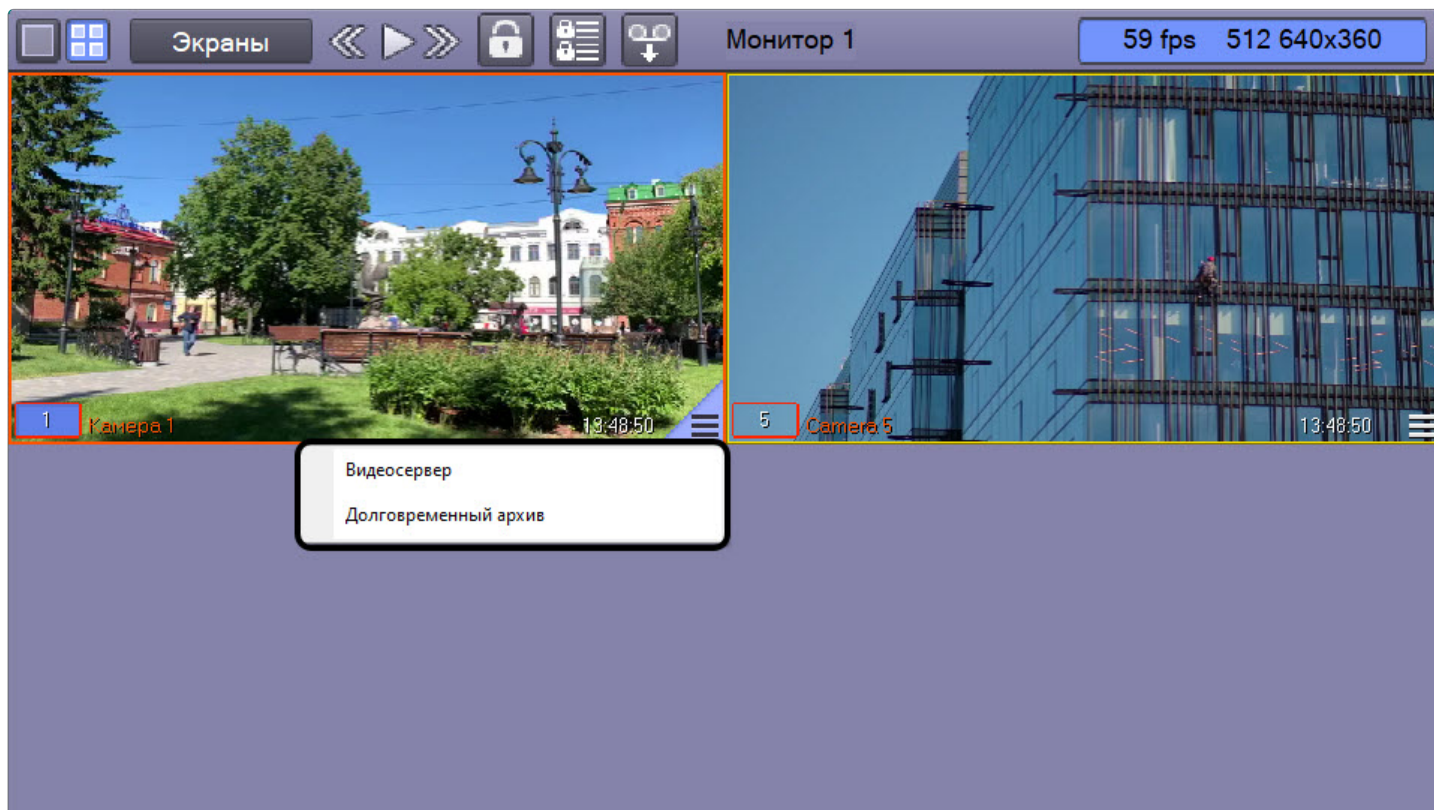 Экраны
Монитор 1
59 fps 512 640x360
1
Камера 1
13:48:50
5
Camera 5
13:48:50
Видеосервер
Долговременный архив